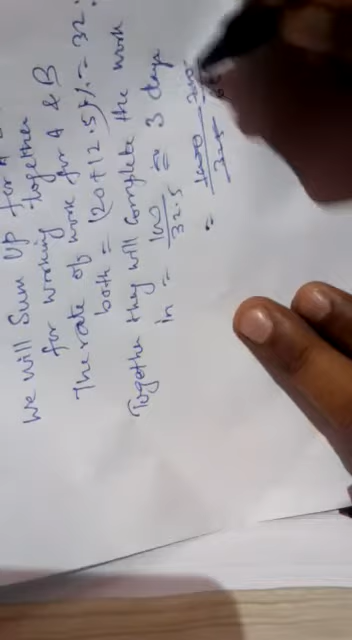 We will Sum Up for A
for working together
The rate of work for A & B
both = (20+12.5)% = 32.
Together they will complete the work
in = 100/32.5 = 3 days
= 1000/325